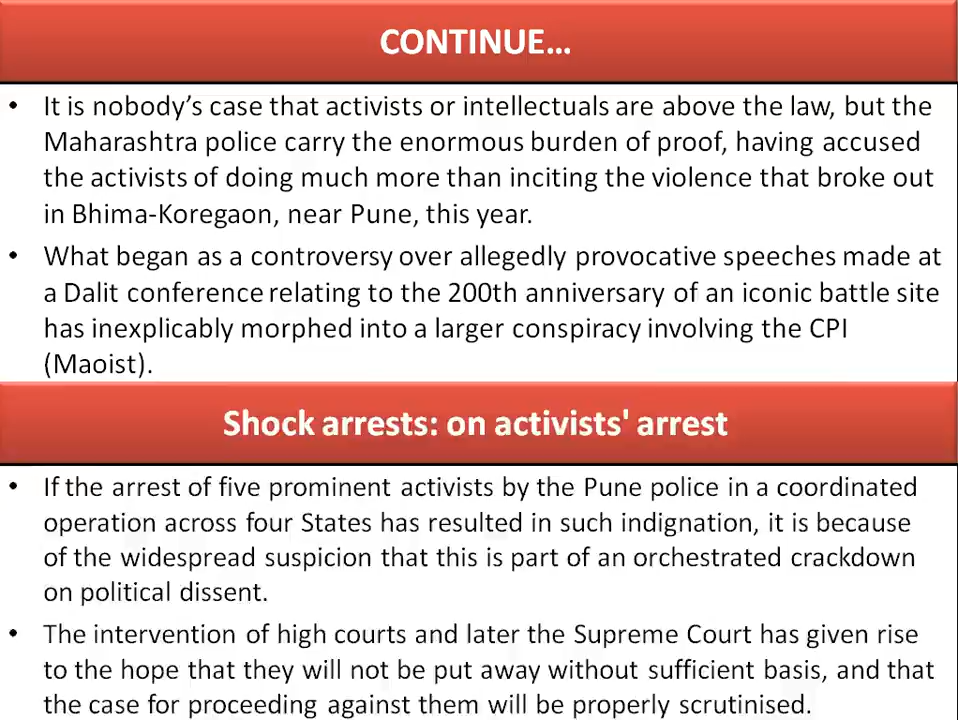 CONTINUE…
• It is nobody’s case that activists or intellectuals are above the law, but the
Maharashtra police carry the enormous burden of proof, having accused
the activists of doing much more than inciting the violence that broke out
in Bhima-Koregaon, near Pune, this year.
• What began as a controversy over allegedly provocative speeches made at
a Dalit conference relating to the 200th anniversary of an iconic battle site
has inexplicably morphed into a larger conspiracy involving the CPI
(Maoist).
Shock arrests: on activists' arrest
• If the arrest of five prominent activists by the Pune police in a coordinated
operation across four States has resulted in such indignation, it is because
of the widespread suspicion that this is part of an orchestrated crackdown
on political dissent.
• The intervention of high courts and later the Supreme Court has given rise
to the hope that they will not be put away without sufficient basis, and that
the case for proceeding against them will be properly scrutinised.